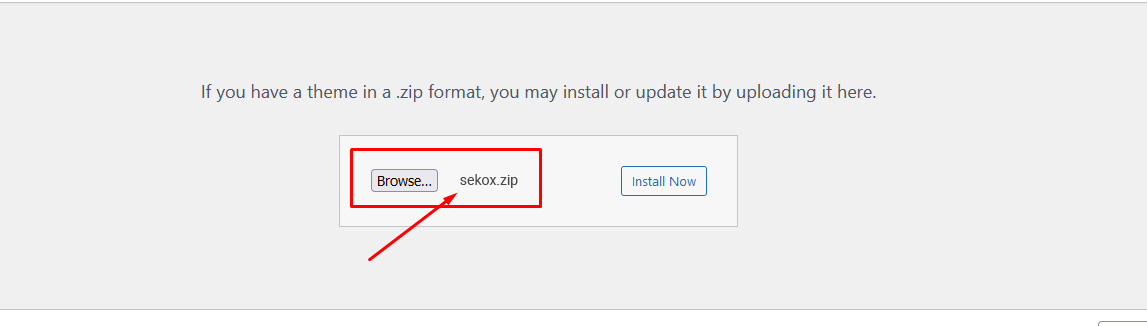 If you have a theme in a .zip format, you may install or update it by uploading it here.
Browse... sekox.zip Install Now